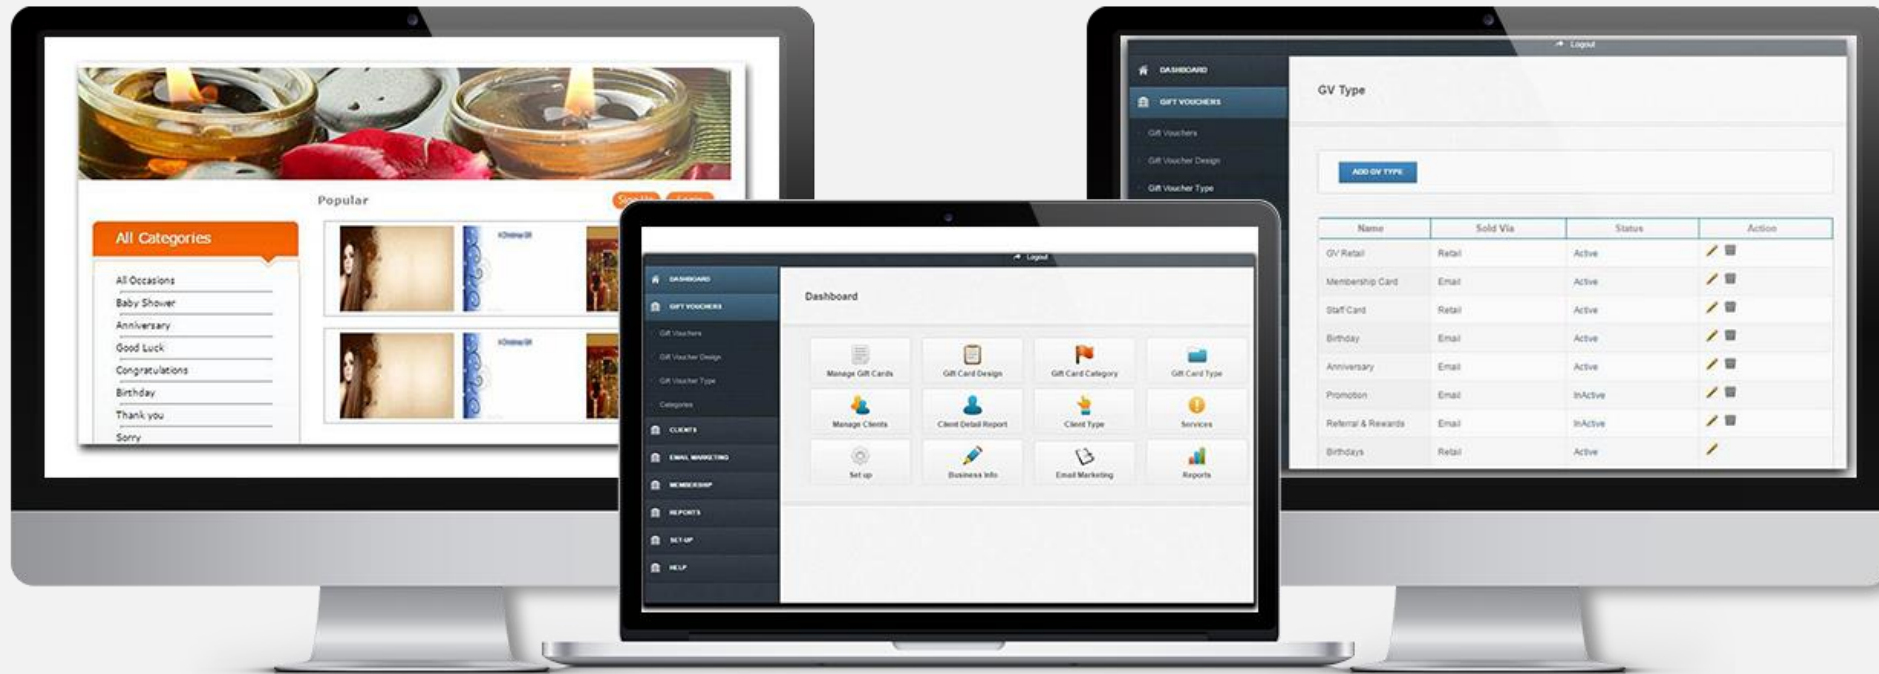 Popular
All Categories
All Occasions
Baby Shower
Anniversary
Good Luck
Congratulations
Birthday
Thank you
Sorry
Logout
DASHBOARD
GIFT VOUCHERS
Gift Vouchers
Gift Voucher Design
Gift Voucher Type
Categories
CLIENTS
EMAIL MARKETING
MEMBERSHIP
REPORTS
SET-UP
HELP
Dashboard
Manage Gift Cards Gift Card Design Gift Card Category Gift Card Type
Manage Clients Client Detail Report Client Type Services
Set up Business Info Email Marketing Reports
Logout
DASHBOARD
GIFT VOUCHERS
Gift Vouchers
Gift Voucher Design
Gift Voucher Type
GV Type
ADD GV TYPE
Name Sold Via Status Action
GV Retail Retail Active
Membership Card Email Active
Staff Card Retail Active
Birthday Email Active
Anniversary Email Active
Promotion Email InActive
Referral & Rewards Email InActive
Birthdays Retail Active